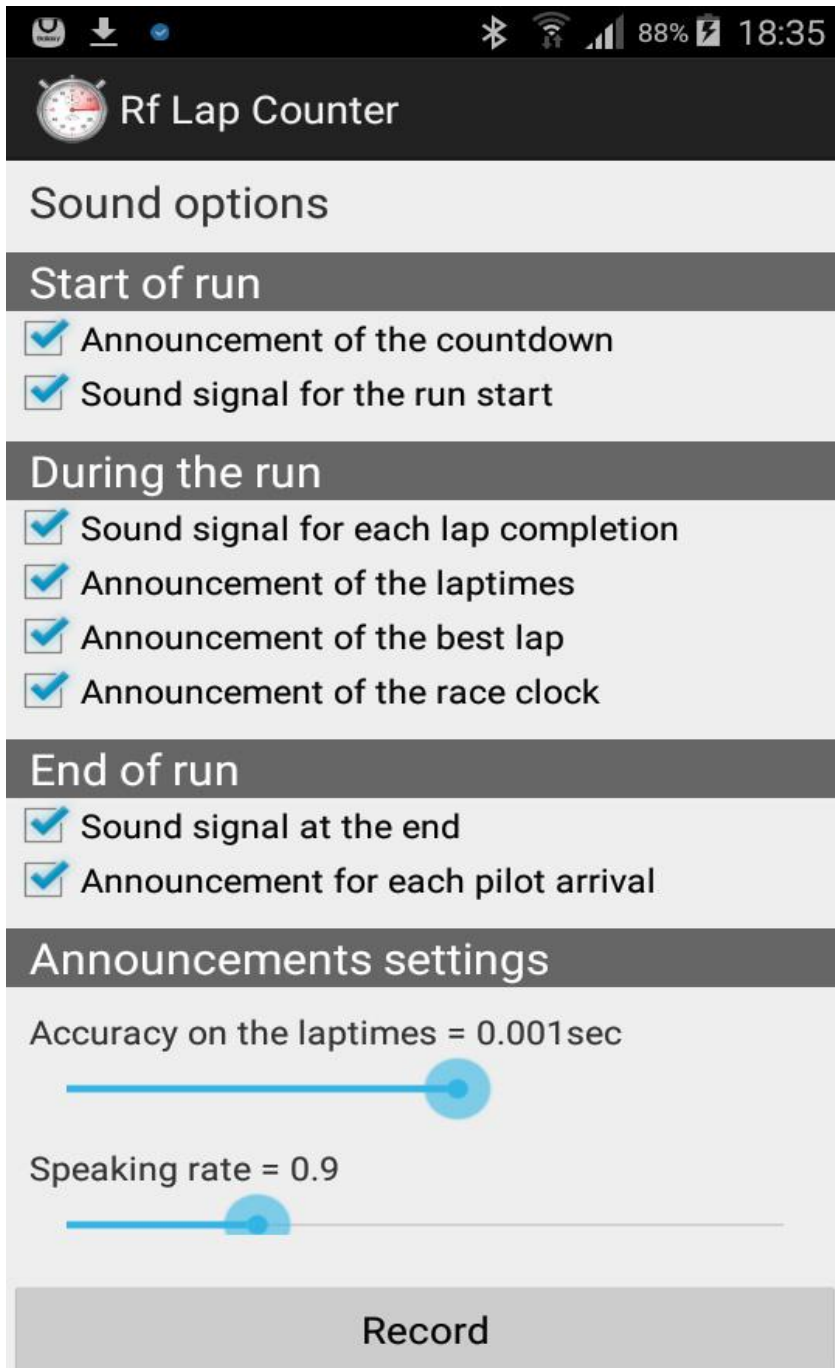 88% 18:35
Rf Lap Counter
Sound options
Start of run
Announcement of the countdown
Sound signal for the run start
During the run
Sound signal for each lap completion
Announcement of the laptimes
Announcement of the best lap
Announcement of the race clock
End of run
Sound signal at the end
Announcement for each pilot arrival
Announcements settings
Accuracy on the laptimes = 0.001sec
Speaking rate = 0.9
Record